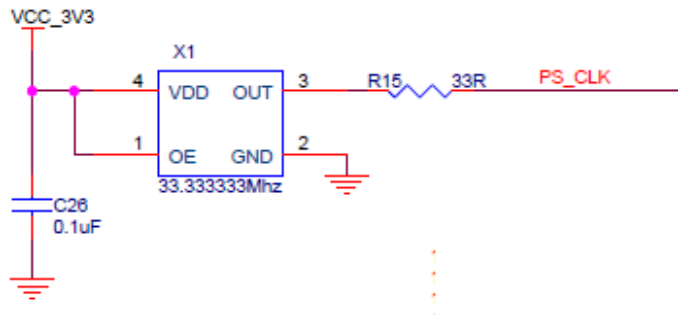 VCC_3V3
X1
4 VDD OUT 3 R15 33R PS_CLK
1 OE GND 2
33.333333Mhz
C26
0.1uF